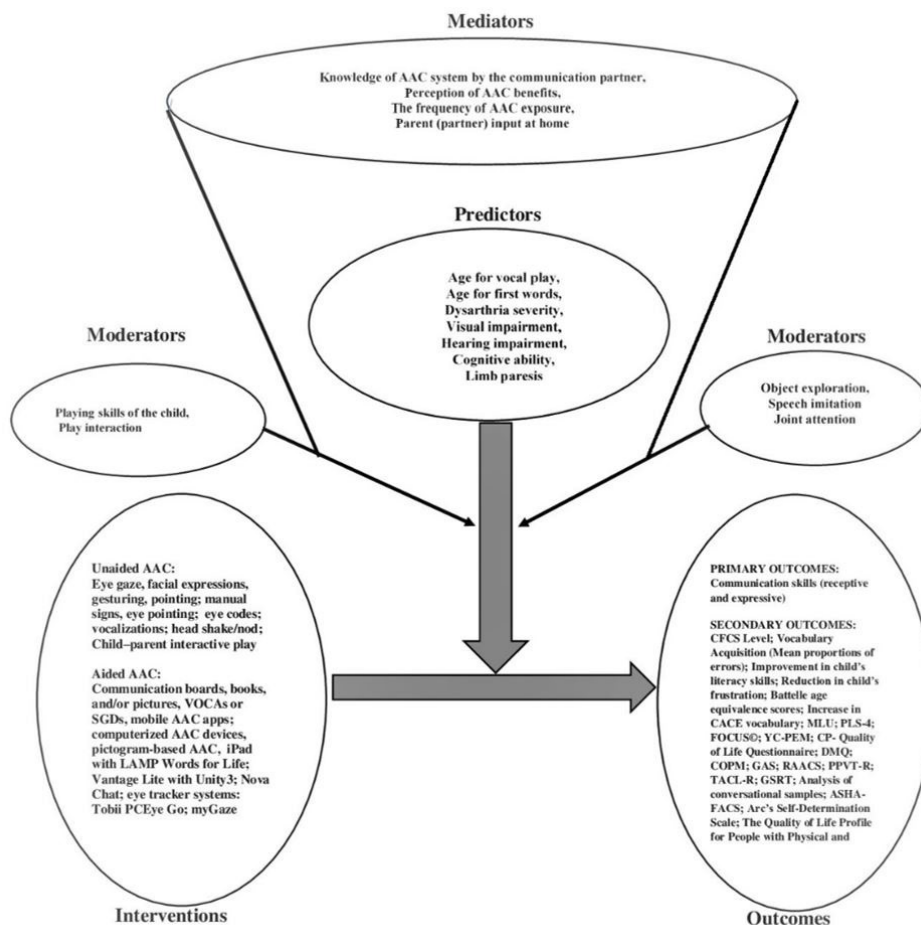 Mediators
Knowledge of AAC system by the communication partner,
Perception of AAC benefits,
The frequency of AAC exposure,
Parent (partner) input at home
Predictors
Age for vocal play,
Age for first words,
Dysarthria severity,
Visual impairment,
Hearing impairment,
Cognitive ability,
Limb paresis
Moderators
Playing skills of the child,
Play interaction
Moderators
Object exploration,
Speech imitation
Joint attention
Unaided AAC:
Eye gaze, facial expressions,
gesturing, pointing; manual
signs, eye pointing; eye codes;
vocalizations; head shake/nod;
Child–parent interactive play
Aided AAC:
Communication boards, books,
and/or pictures, VOCAs or
SGDs, mobile AAC apps;
computerized AAC devices,
pictogram-based AAC, iPad
with LAMP Words for Life;
Vantage Lite with Unity3; Nova
Chat; eye tracker systems:
Tobii PCEye Go; myGaze
Interventions
PRIMARY OUTCOMES:
Communication skills (receptive
and expressive)
SECONDARY OUTCOMES:
CFCS Level; Vocabulary
Acquisition (Mean proportions of
errors); Improvement in child's
literacy skills; Reduction in child's
frustration; Battelle age
equivalence scores; Increase in
CACE vocabulary; MLU; PLS-4;
FOCUS©; YC-PEM; CP- Quality
of Life Questionnaire; DMQ;
COPM; GAS; RAACS; PPVT-R;
TACL-R; GSRT; Analysis of
conversational samples; ASHA-
FACS; Arc's Self-Determination
Scale; The Quality of Life Profile
for People with Physical and
Outcomes